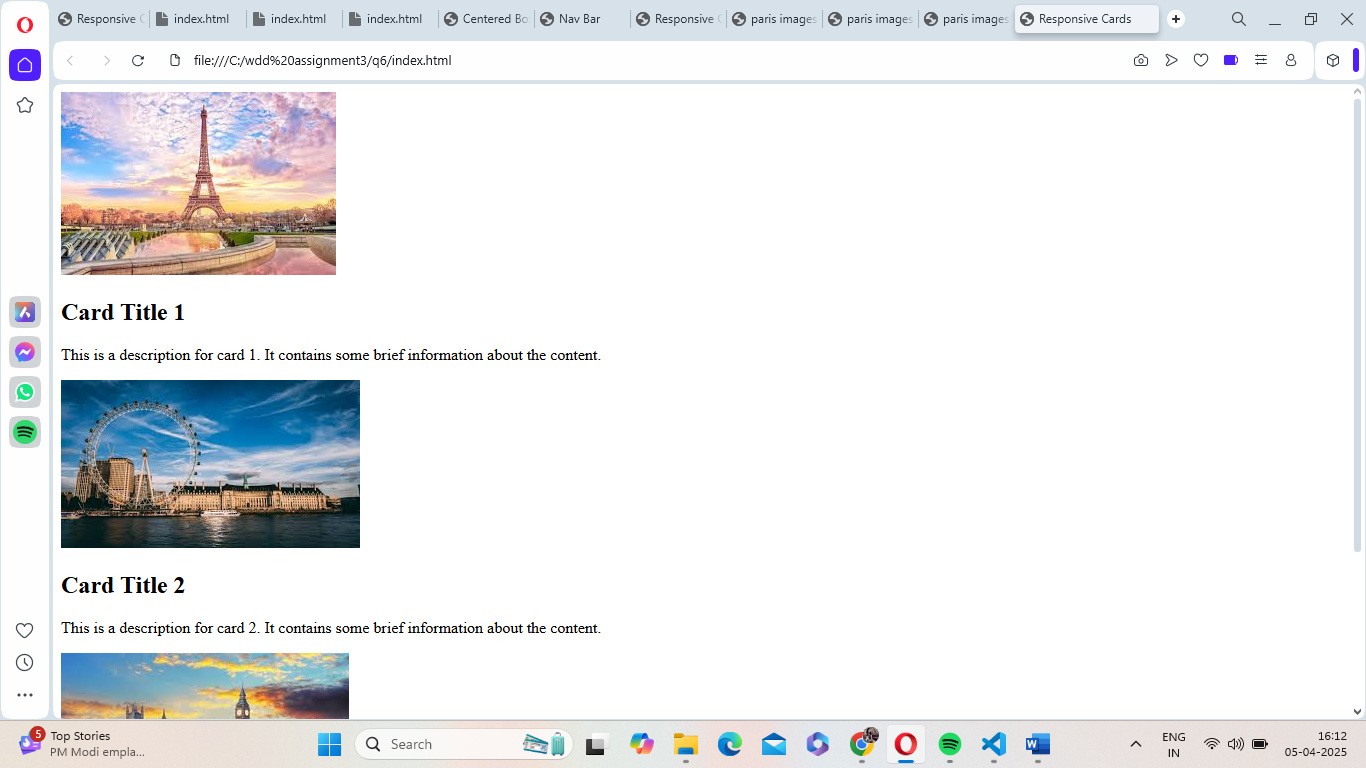 Responsive C
index.html
index.html
index.html
Centered Bo
Nav Bar
Responsive C
paris images
paris images
paris images
Responsive Cards
file:///C:/wdd%20assignment3/q6/index.html
Card Title 1
This is a description for card 1. It contains some brief information about the content.
Card Title 2
This is a description for card 2. It contains some brief information about the content.
5
Top Stories
PM Modi empla...
Search
ENG
IN
16:12
05-04-2025